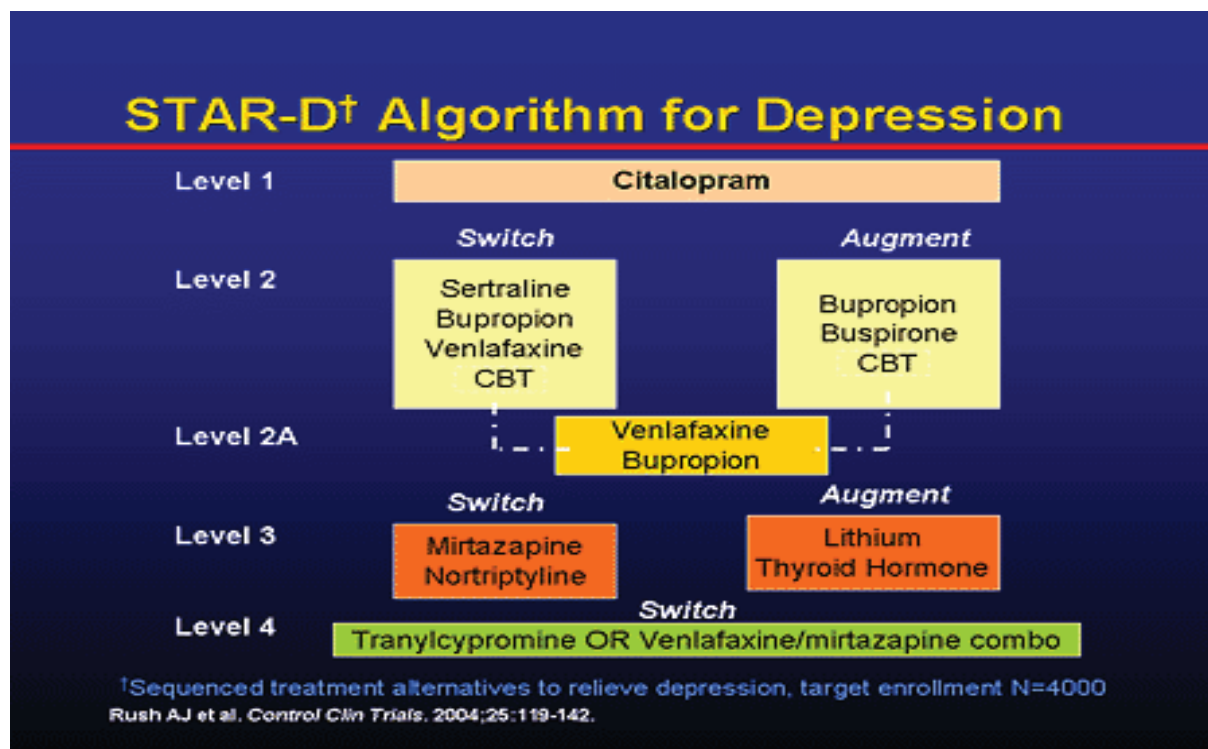 STAR-D† Algorithm for Depression
Level 1
Citalopram
Switch
Augment
Level 2
Sertraline
Bupropion
Venlafaxine
CBT
Bupropion
Buspirone
CBT
Level 2A
Venlafaxine
Bupropion
Switch
Augment
Level 3
Mirtazapine
Nortriptyline
Lithium
Thyroid Hormone
Switch
Level 4
Tranylcypromine OR Venlafaxine/mirtazapine combo
†Sequenced treatment alternatives to relieve depression, target enrollment N=4000
Rush AJ et al. Control Clin Trials. 2004;25:119-142.